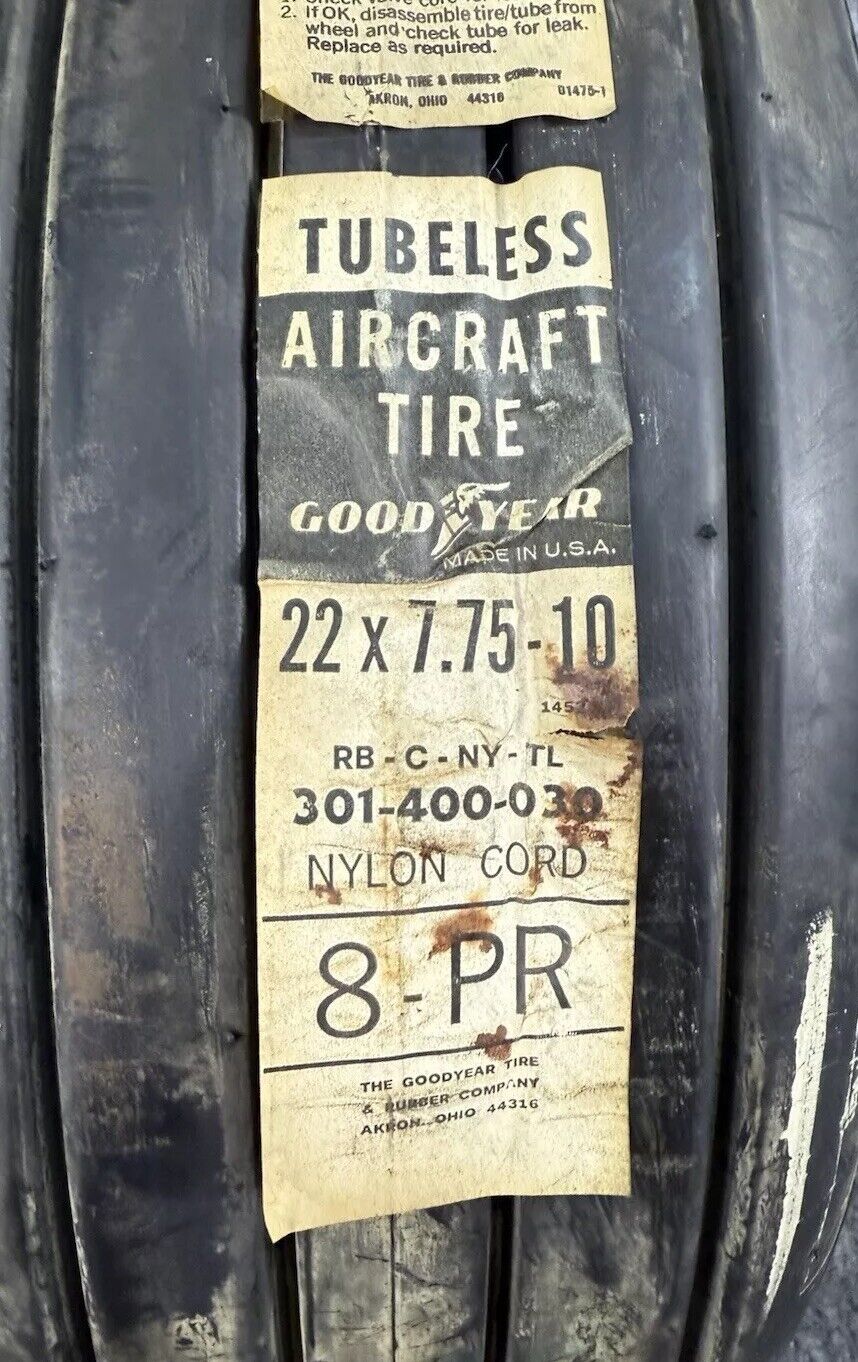 2. If OK, disassemble tire/tube from
wheel and check tube for leak.
Replace as required.
THE GOODYEAR TIRE & RUBBER COMPANY
AKRON, OHIO 44316 01475-1
TUBELESS
AIRCRAFT
TIRE
GOODYEAR
MADE IN U.S.A.
22 x 7.75-10
RB-C-NY-TL
301-400-030
NYLON CORD
8-PR
THE GOODYEAR TIRE
& RUBBER COMPANY
AKRON, OHIO 44316